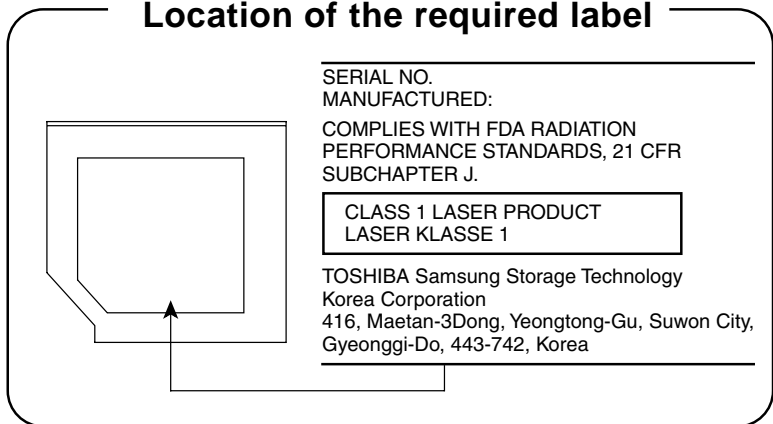 Location of the required label
SERIAL NO.
MANUFACTURED:
COMPLIES WITH FDA RADIATION
PERFORMANCE STANDARDS, 21 CFR
SUBCHAPTER J.
CLASS 1 LASER PRODUCT
LASER KLASSE 1
TOSHIBA Samsung Storage Technology
Korea Corporation
416, Maetan-3Dong, Yeongtong-Gu, Suwon City,
Gyeonggi-Do, 443-742, Korea